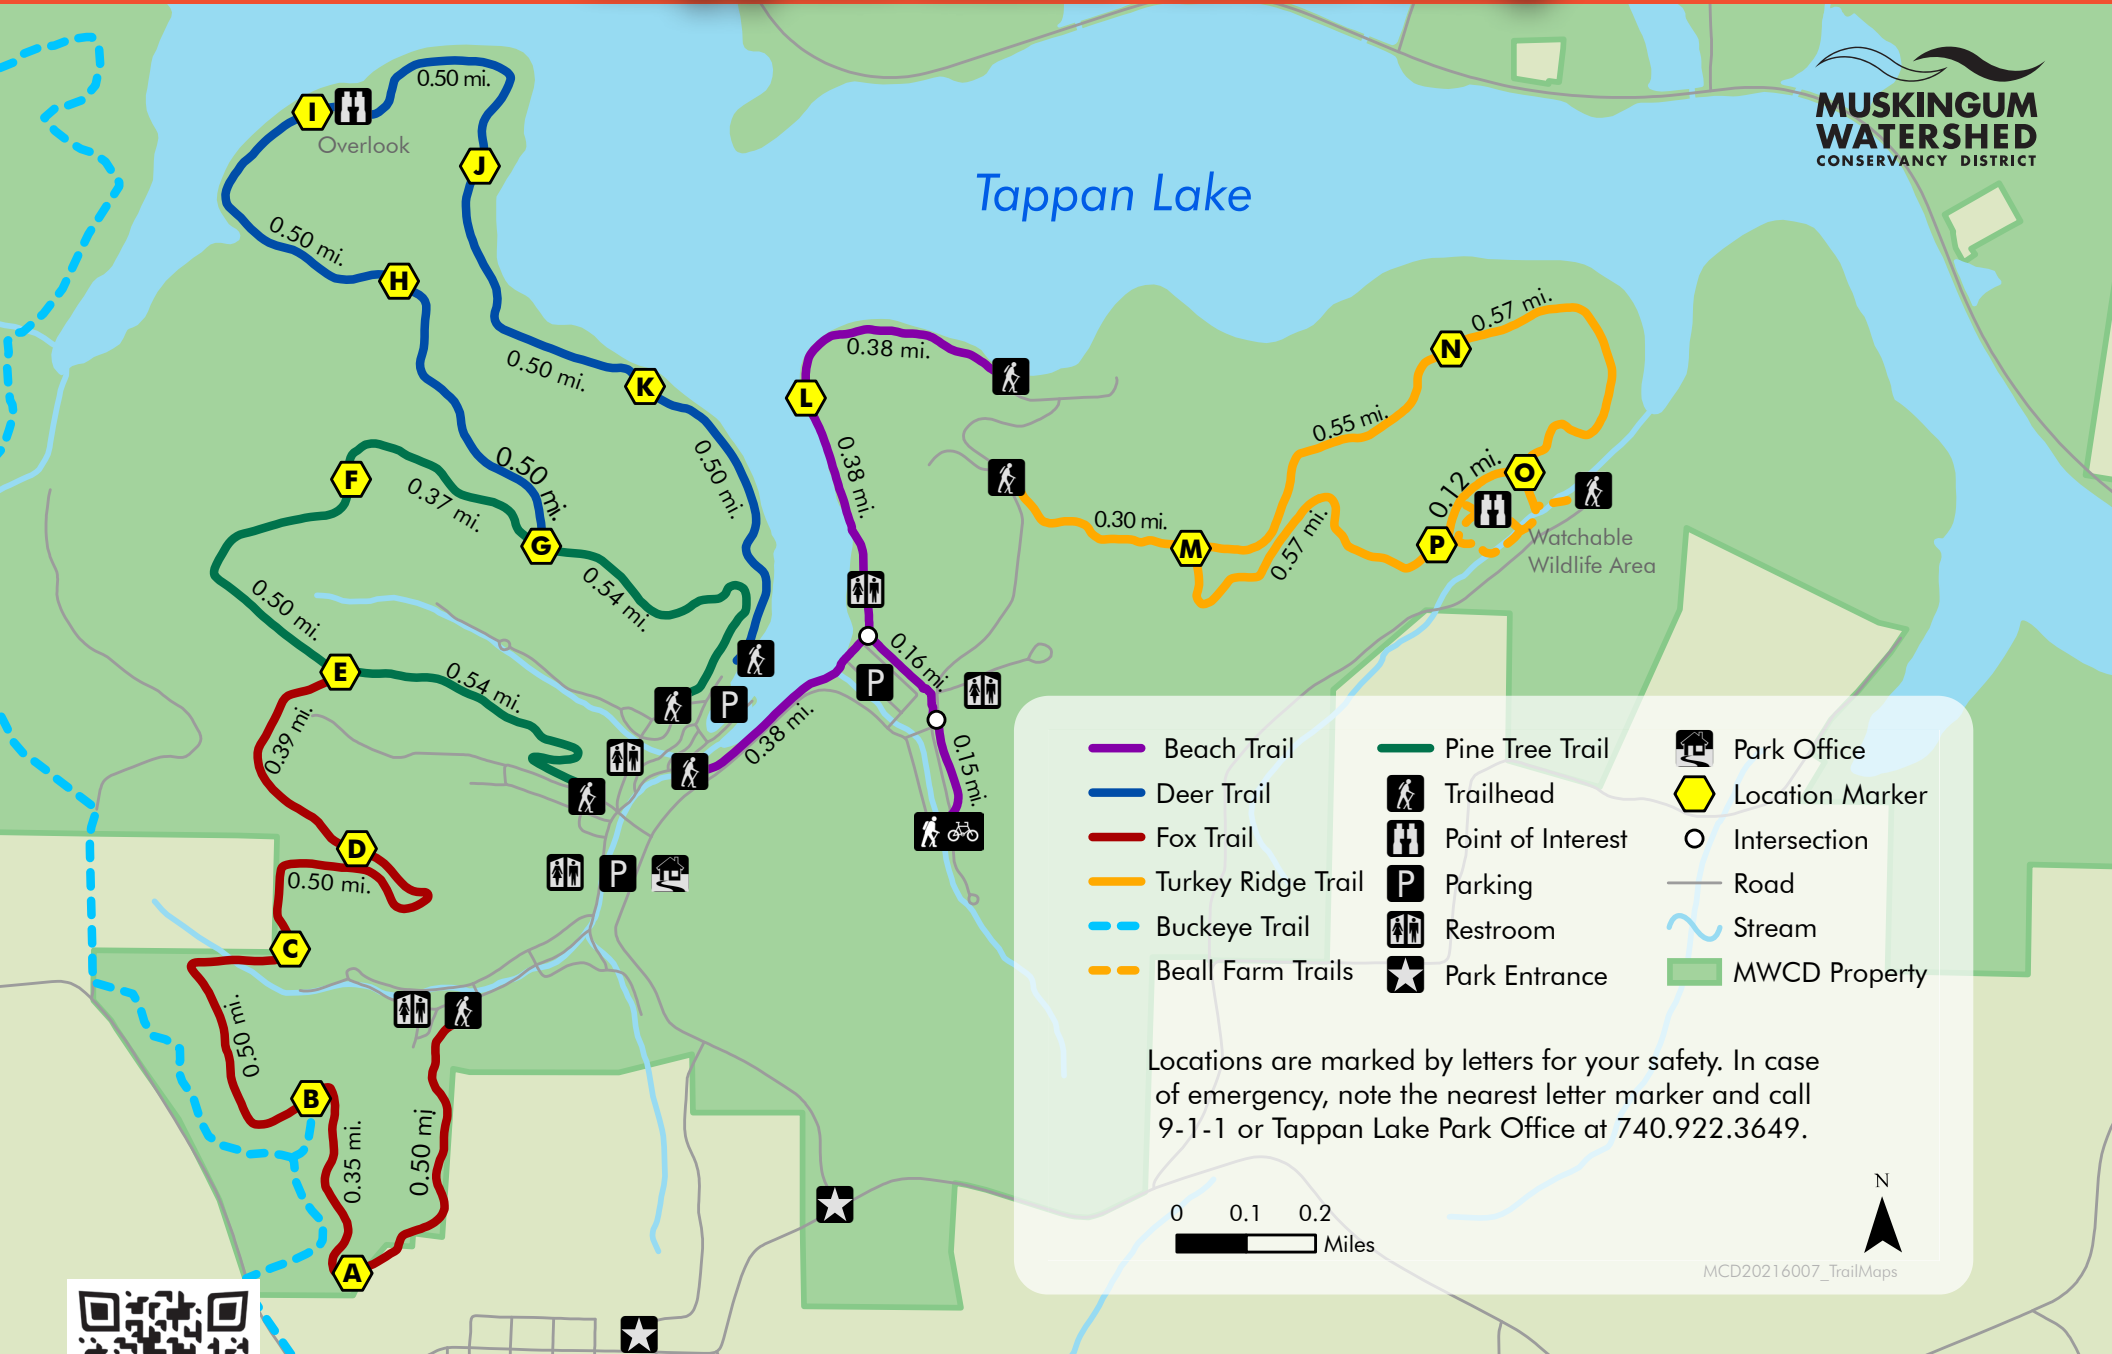 MUSKINGUM
WATERSHED
CONSERVANCY DISTRICT
Tappan Lake
I
Overlook
0.50 mi.
J
0.50 mi.
H
0.50 mi.
K
0.50 mi.
0.50 mi.
F
0.37 mi.
G
0.54 mi.
0.50 mi.
E
0.54 mi.
0.39 mi.
D
0.50 mi.
C
0.50 mi.
B
0.35 mi.
0.50 mi
A
L
0.38 mi.
0.38 mi.
0.38 mi.
0.16 mi.
0.15 mi.
P
P
P
0.30 mi.
M
0.55 mi.
N
0.57 mi.
0.57 mi.
0.12 mi.
O
P
Watchable
Wildlife Area
Beach Trail
Deer Trail
Fox Trail
Turkey Ridge Trail
Buckeye Trail
Beall Farm Trails
Pine Tree Trail
Trailhead
Point of Interest
P Parking
Restroom
Park Entrance
Park Office
Location Marker
Intersection
Road
Stream
MWCD Property
Locations are marked by letters for your safety. In case
of emergency, note the nearest letter marker and call
9-1-1 or Tappan Lake Park Office at 740.922.3649.
0 0.1 0.2
Miles
N
MCD20216007_TrailMaps